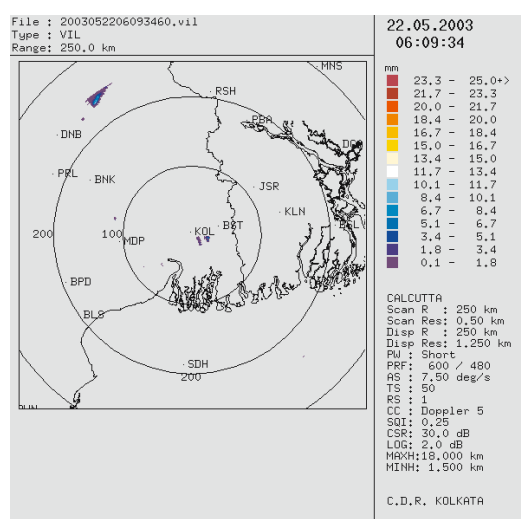 File : 2003052206093460.vil
Type : VIL
Range: 250.0 km
22.05.2003
06:09:34
mm
23.3 - 25.0+>
21.7 - 23.3
20.0 - 21.7
18.4 - 20.0
16.7 - 18.4
15.0 - 16.7
13.4 - 15.0
11.7 - 13.4
10.1 - 11.7
8.4 - 10.1
6.7 - 8.4
5.1 - 6.7
3.4 - 5.1
1.8 - 3.4
0.1 - 1.8
MNS
RSH
PBA
DNB
PRL
BNK
JSR
KLN
200
100
MDP
KOL
BST
BPD
BLS
SDH
200
CALCUTTA
Scan R : 250 km
Scan Res: 0.50 km
Disp R : 250 km
Disp Res: 1.250 km
PW : Short
PRF: 600 / 480
AS : 7.50 deg/s
TS : 50
RS : 1
CC : Doppler 5
SQI: 0.25
CSR: 30.0 dB
LOG: 2.0 dB
MAXH:18.000 km
MINH: 1.500 km
C.D.R. KOLKATA